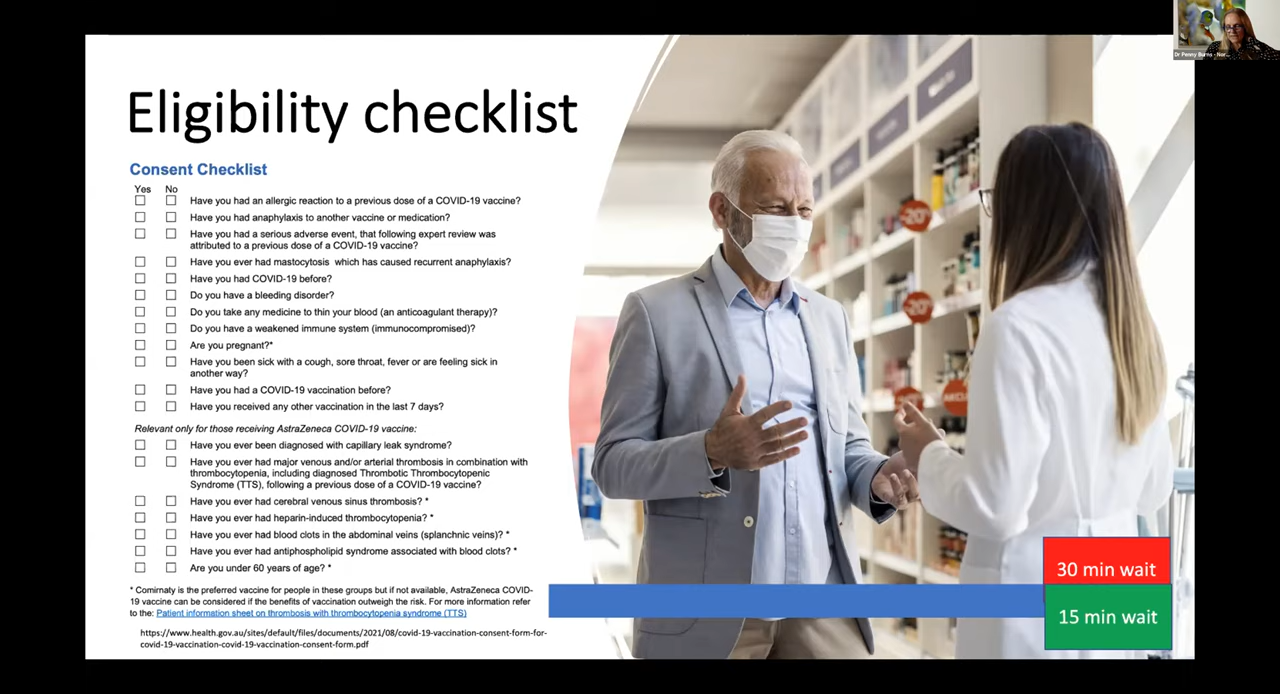 Dr Penny Burns - Nor...
Eligibility checklist
Consent Checklist
Yes No
Have you had an allergic reaction to a previous dose of a COVID-19 vaccine?
Have you had anaphylaxis to another vaccine or medication?
Have you had a serious adverse event, that following expert review was
attributed to a previous dose of a COVID-19 vaccine?
Have you ever had mastocytosis which has caused recurrent anaphylaxis?
Have you had COVID-19 before?
Do you have a bleeding disorder?
Do you take any medicine to thin your blood (an anticoagulant therapy)?
Do you have a weakened immune system (immunocompromised)?
Are you pregnant?*
Have you been sick with a cough, sore throat, fever or are feeling sick in
another way?
Have you had a COVID-19 vaccination before?
Have you received any other vaccination in the last 7 days?
Relevant only for those receiving AstraZeneca COVID-19 vaccine:
Have you ever been diagnosed with capillary leak syndrome?
Have you ever had major venous and/or arterial thrombosis in combination with
thrombocytopenia, including diagnosed Thrombotic Thrombocytopenic
Syndrome (TTS), following a previous dose of a COVID-19 vaccine?
Have you ever had cerebral venous sinus thrombosis? *
Have you ever had heparin-induced thrombocytopenia? *
Have you ever had blood clots in the abdominal veins (splanchnic veins)? *
Have you ever had antiphospholipid syndrome associated with blood clots? *
Are you under 60 years of age? *
* Comirnaty is the preferred vaccine for people in these groups but if not available, AstraZeneca COVID-
19 vaccine can be considered if the benefits of vaccination outweigh the risk. For more information refer
to the: Patient information sheet on thrombosis with thrombocytopenia syndrome (TTS)
https://www.health.gov.au/sites/default/files/documents/2021/08/covid-19-vaccination-consent-form-for-
covid-19-vaccination-covid-19-vaccination-consent-form.pdf
-20%
-20%
30 min wait
15 min wait